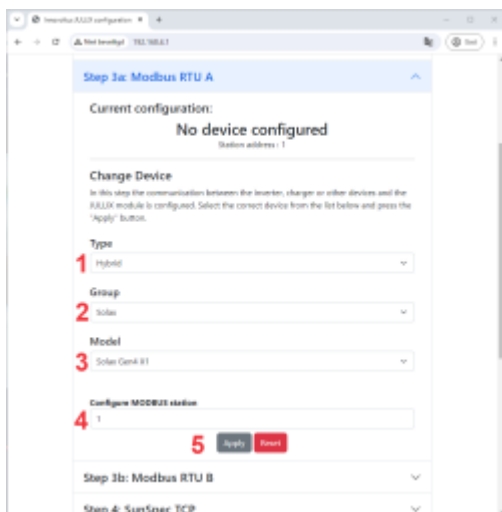 Innovolus JULLIX configuration
Niet beveiligd 192.168.6.1
Step 3a: Modbus RTU A
Current configuration:
No device configured
Station address : 1
Change Device
In this step the communication between the inverter, charger or other devices and the
JULLIX module is configured. Select the correct device from the list below and press the
"Apply" button.
Type
1 Hybrid
Group
2 Solax
Model
3 Solax Gen4 X1
Configure MODBUS station
4 1
5 Apply Reset
Step 3b: Modbus RTU B
Step 4: SunSpec TCP